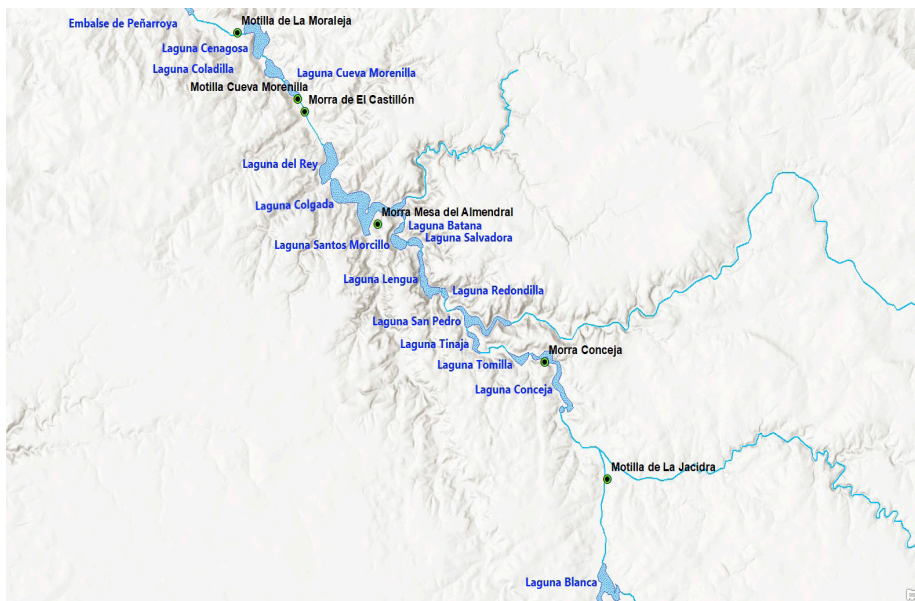 Embalse de Peñarroya
Motilla de La Moraleja
Laguna Cenagosa
Laguna Coladilla
Laguna Cueva Morenilla
Motilla Cueva Morenilla
Morra de El Castillón
Laguna del Rey
Laguna Colgada
Morra Mesa del Almendral
Laguna Batana
Laguna Salvadora
Laguna Santos Morcillo
Laguna Lengua
Laguna Redondilla
Laguna San Pedro
Laguna Tinaja
Morra Conceja
Laguna Tomilla
Laguna Conceja
Motilla de La Jacidra
Laguna Blanca